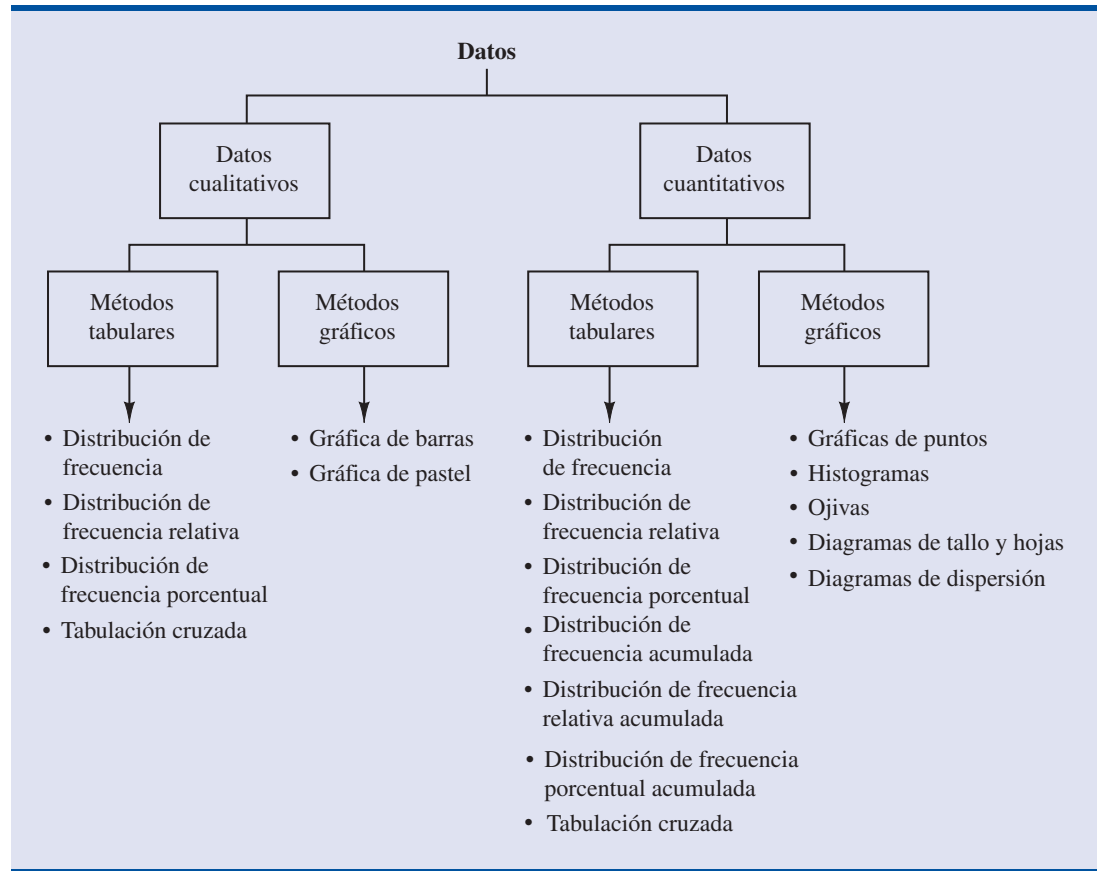 Datos
Datos
cualitativos
Datos
cuantitativos
Métodos
tabulares
Métodos
gráficos
Métodos
tabulares
Métodos
gráficos
• Distribución de
frecuencia
• Distribución de
frecuencia relativa
• Distribución de
frecuencia porcentual
• Tabulación cruzada
• Gráfica de barras
• Gráfica de pastel
• Distribución
de frecuencia
• Distribución de
frecuencia relativa
• Distribución de
frecuencia porcentual
• Distribución de
frecuencia acumulada
• Distribución de frecuencia
relativa acumulada
• Distribución de frecuencia
porcentual acumulada
• Tabulación cruzada
• Gráficas de puntos
• Histogramas
• Ojivas
• Diagramas de tallo y hojas
• Diagramas de dispersión